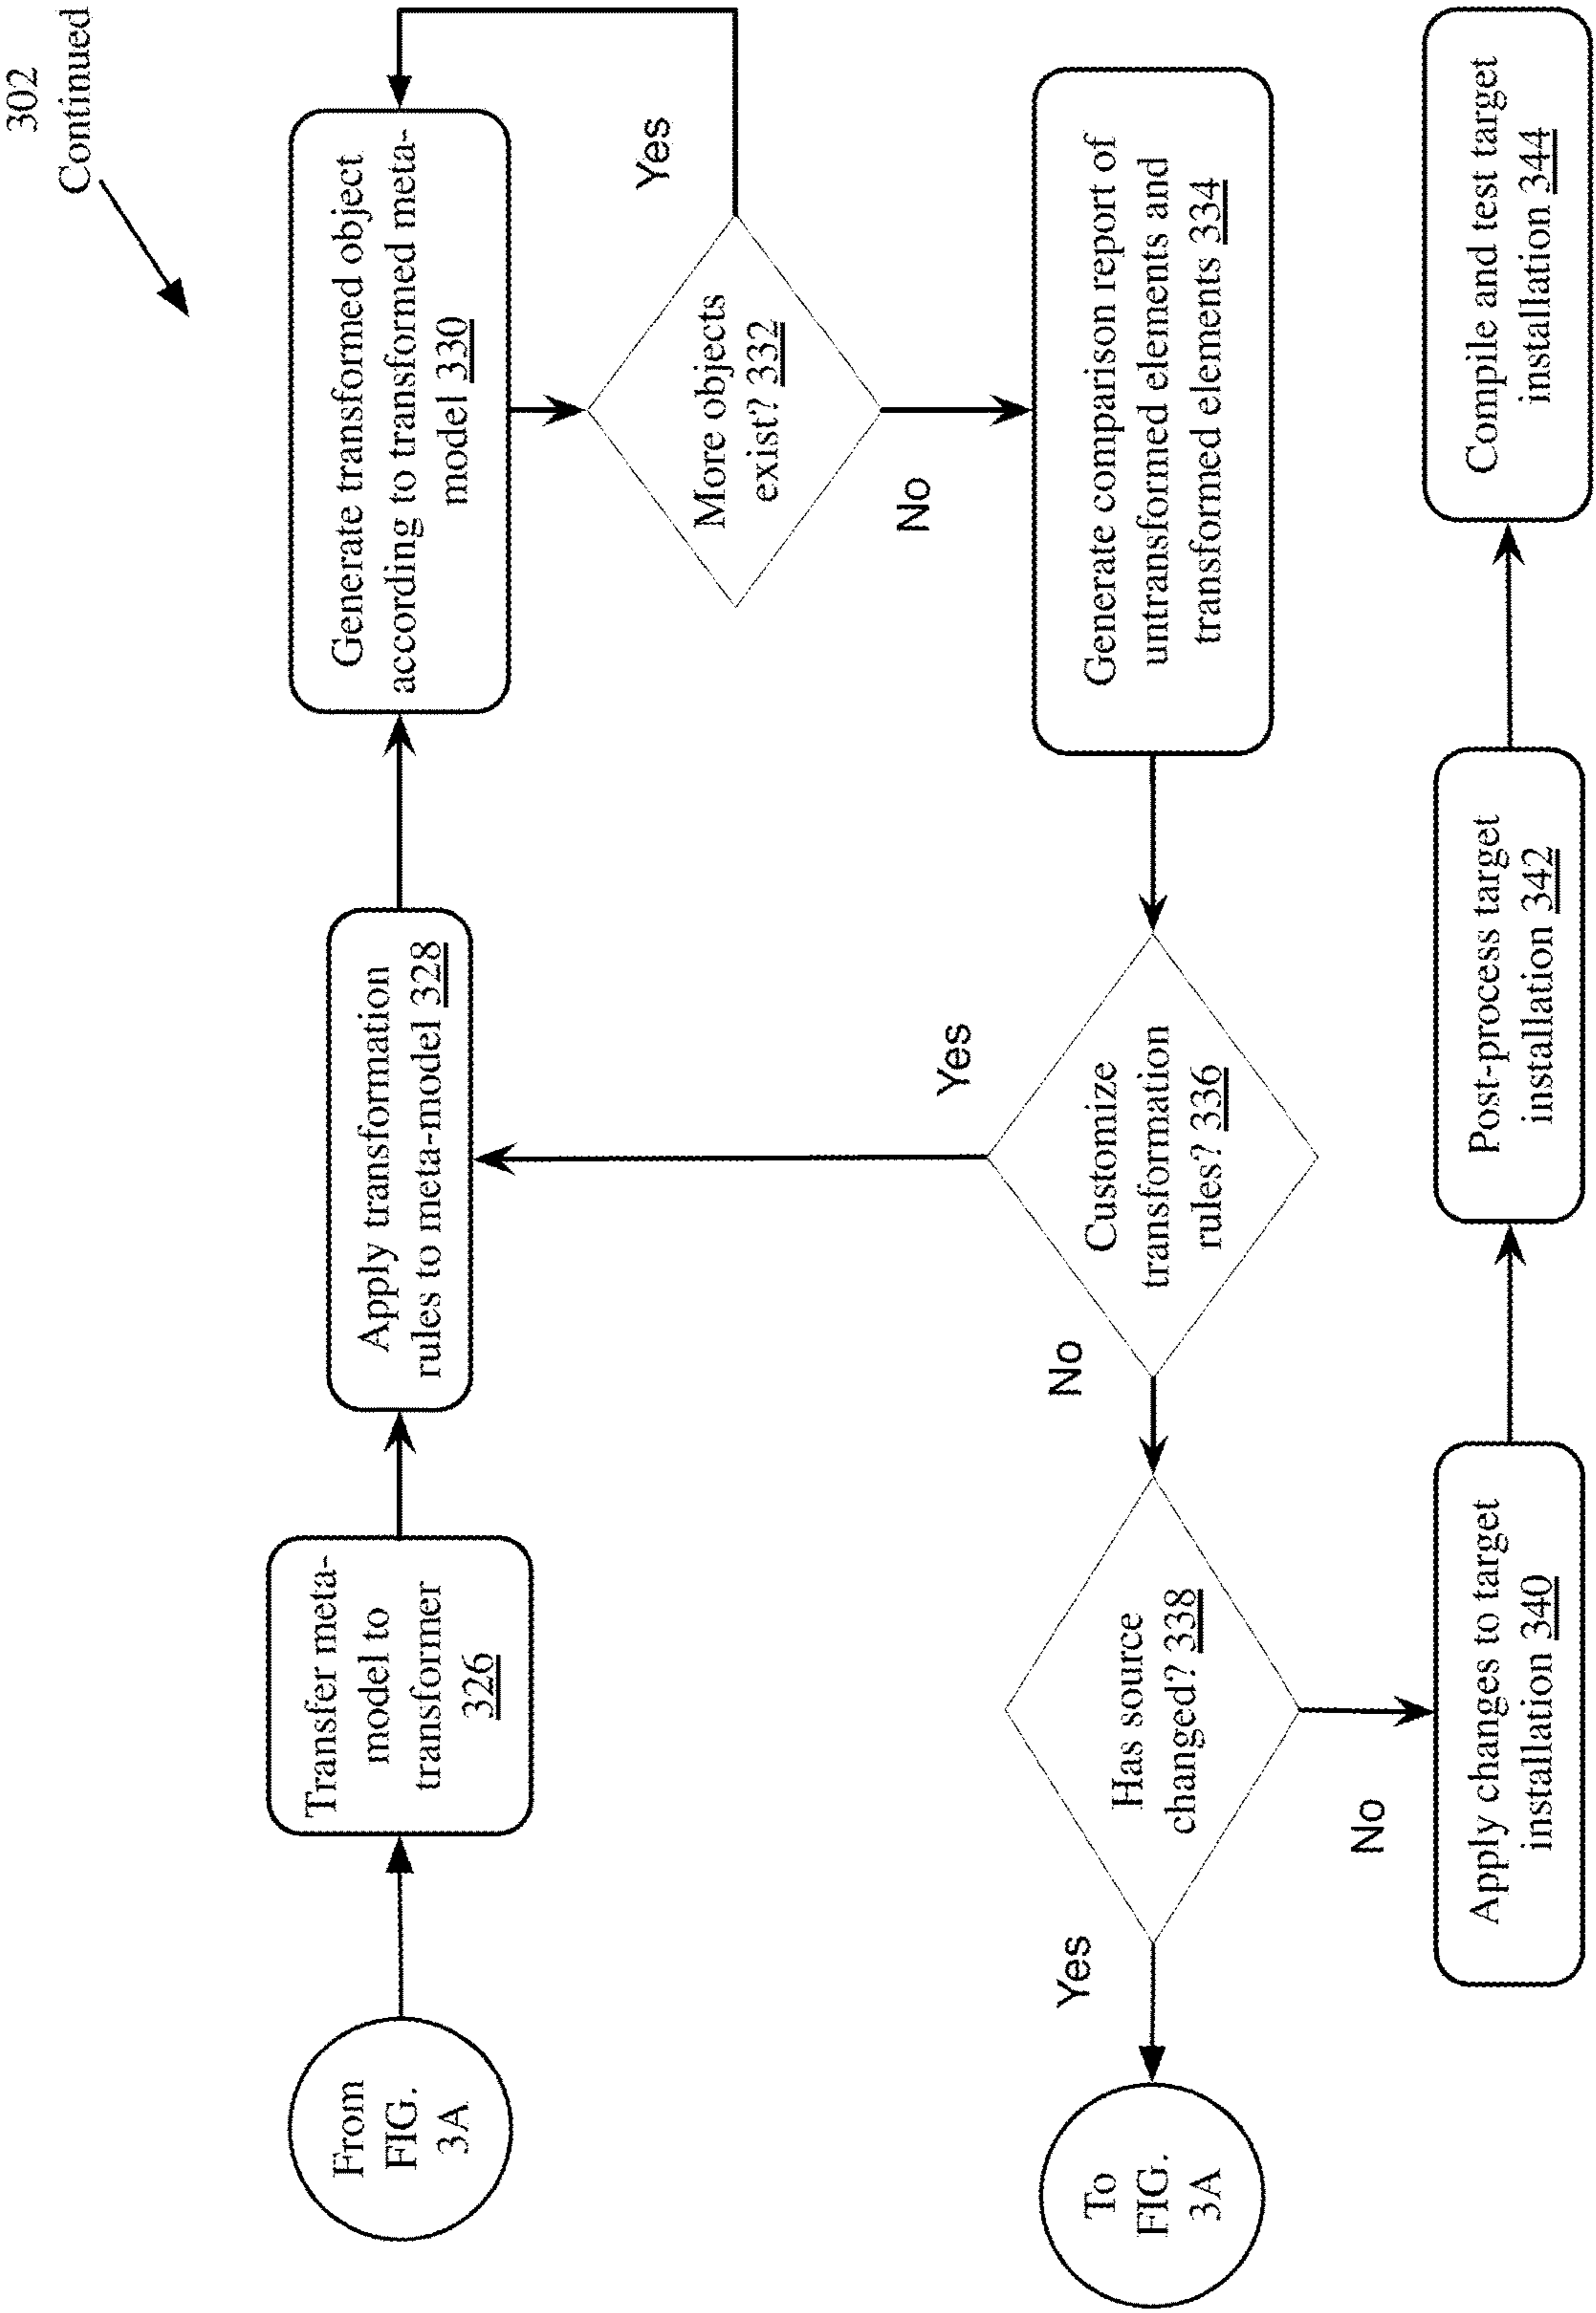 302
Continued
From
FIG.
3A
Transfer meta-
model to
transformer
326
Apply transformation
rules to meta-model 328
Generate transformed object
according to transformed meta-
model 330
Yes
More objects
exist? 332
No
Generate comparison report of
untransformed elements and
transformed elements 334
Yes
Customize
transformation
rules? 336
No
Has source
changed? 338
Yes
To
FIG.
3A
No
Apply changes to target
installation 340
Post-process target
installation 342
Compile and test target
installation 344